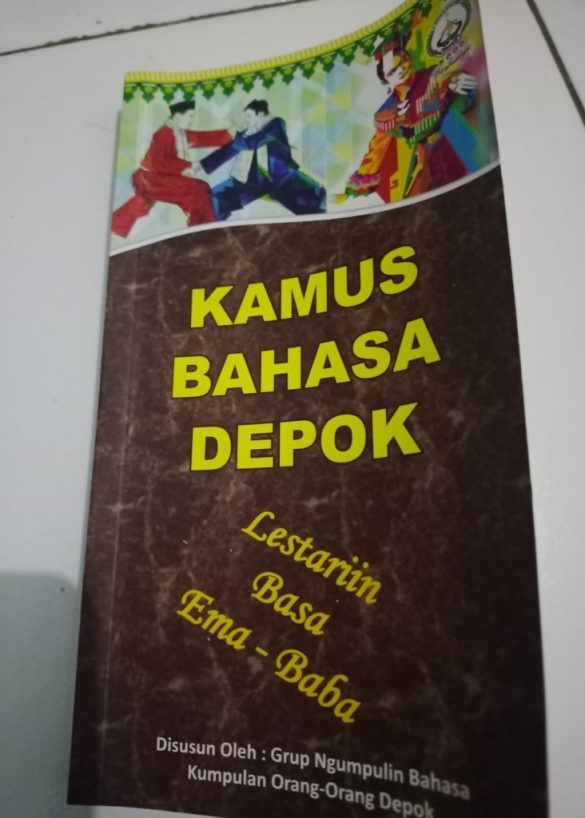 KAMUS
BAHASA
DEPOK
Lestariin
Basa
Ema - Baba
Disusun Oleh : Grup Ngumpulin Bahasa
Kumpulan Orang-Orang Depok